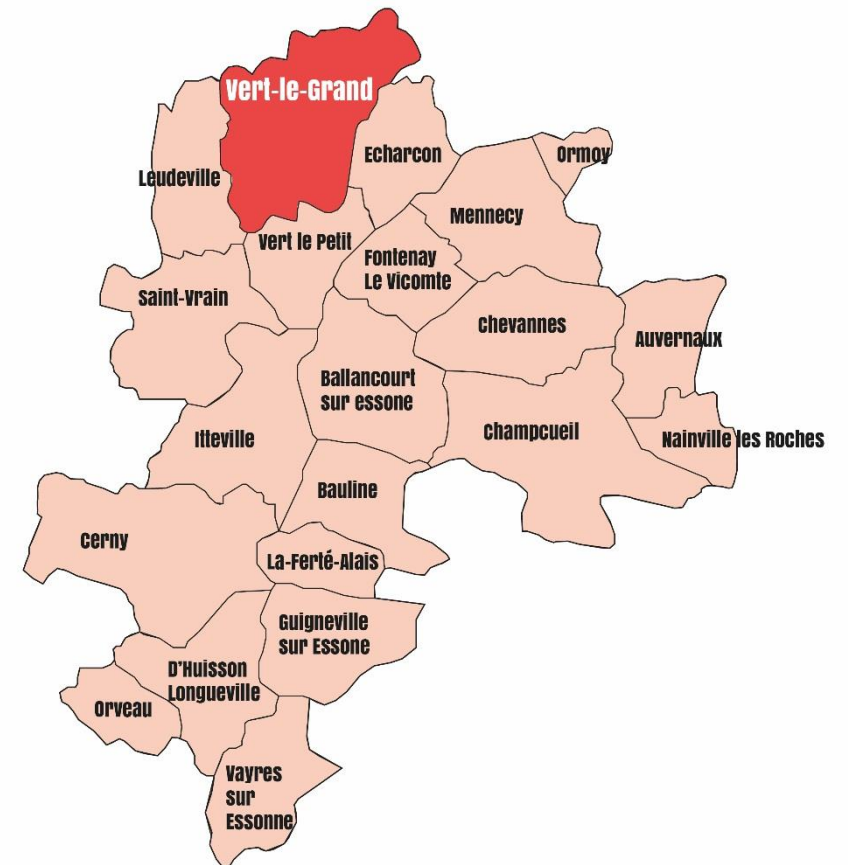 Vert-le-Grand
Echarcon
Ormoy
Leudeville
Mennecy
Vert le Petit
Fontenay
Le Vicomte
Saint-Vrain
Chevannes
Auvernaux
Ballancourt
sur essone
Champcueil
Nainville les Roches
Itteville
Bauline
Cerny
La-Ferté-Alais
Guigneville
sur Essone
D'Huisson
Longueville
Orveau
Vayres
sur
Essonne